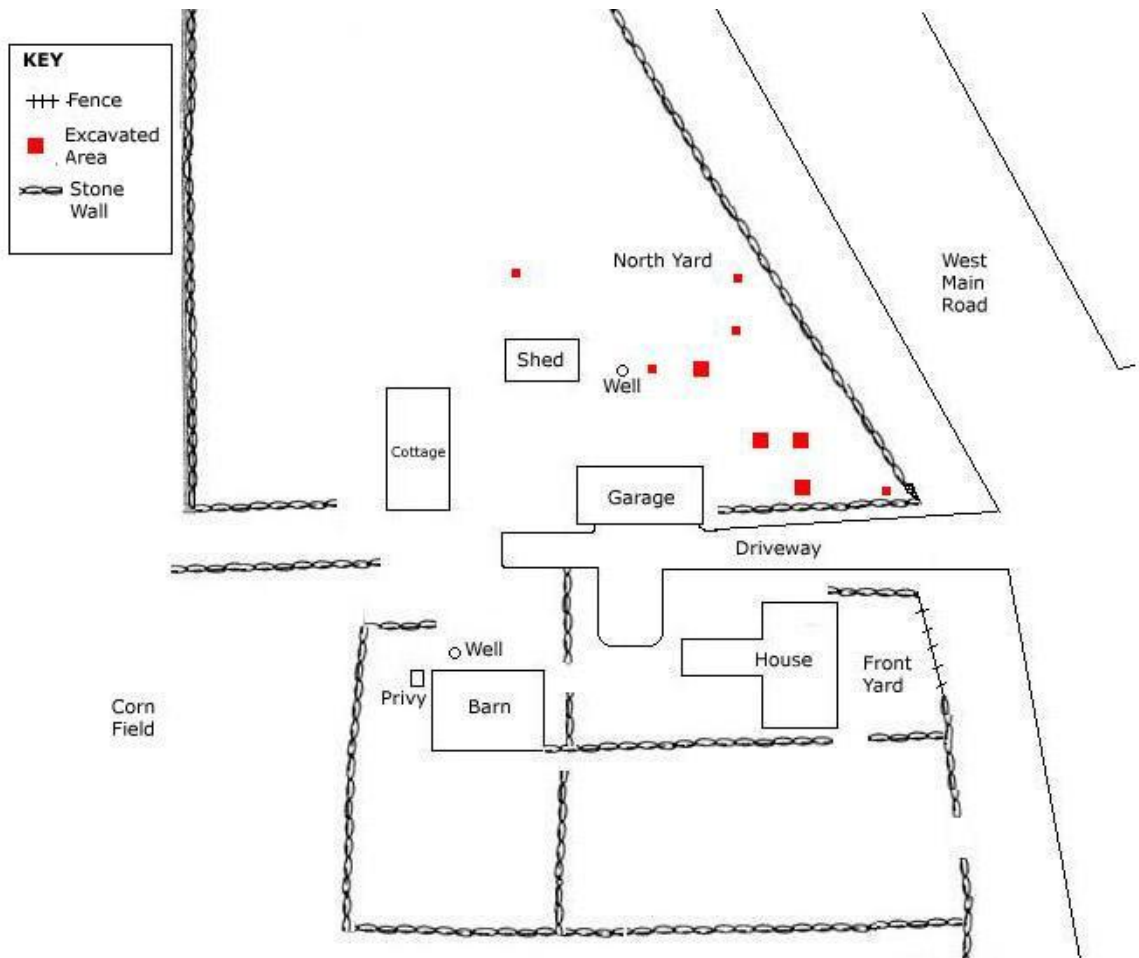 KEY
Fence
Excavated
Area
Stone
Wall
North Yard
West
Main
Road
Shed
Well
Cottage
Garage
Driveway
Well
House
Front
Yard
Privy
Barn
Corn
Field